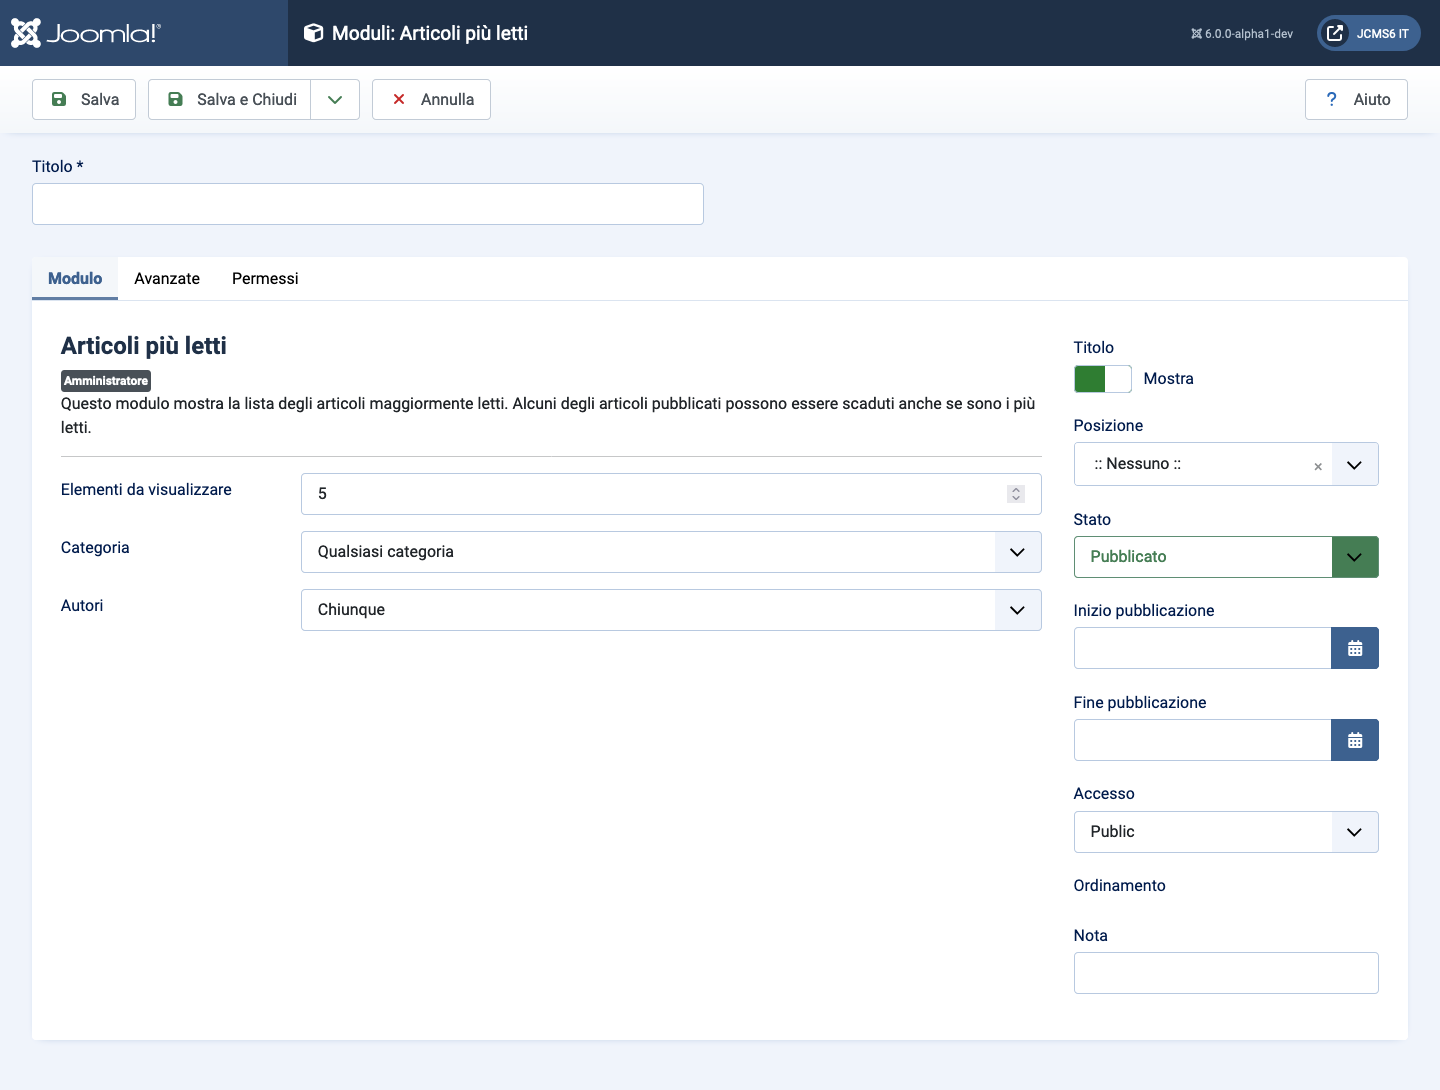 Joomla!®
Moduli: Articoli più letti
6.0.0-alpha1-dev
JCMS6 IT
Salva
Salva e Chiudi
Annulla
? Aiuto
Titolo *
Modulo
Avanzate
Permessi
Articoli più letti
Amministratore
Questo modulo mostra la lista degli articoli maggiormente letti. Alcuni degli articoli pubblicati possono essere scaduti anche se sono i più
letti.
Elementi da visualizzare
5
Categoria
Qualsiasi categoria
Autori
Chiunque
Titolo
Mostra
Posizione
:: Nessuno :: ×
Stato
Pubblicato
Inizio pubblicazione
Fine pubblicazione
Accesso
Public
Ordinamento
Nota